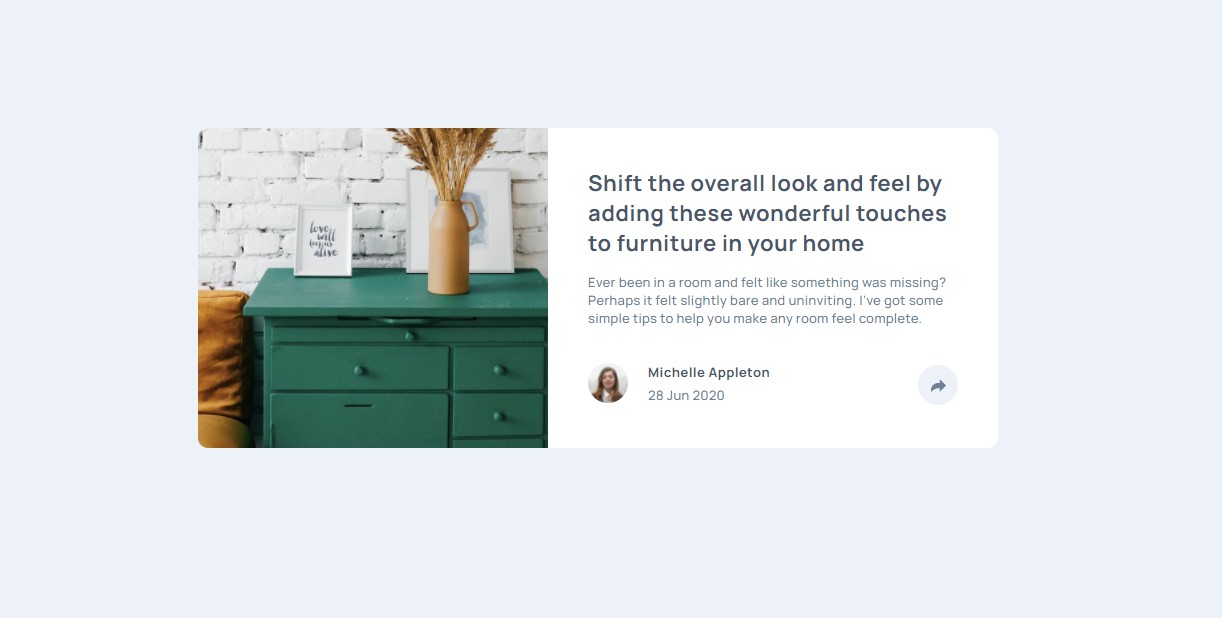 love
will
keep us
alive
Shift the overall look and feel by
adding these wonderful touches
to furniture in your home
Ever been in a room and felt like something was missing?
Perhaps it felt slightly bare and uninviting. I’ve got some
simple tips to help you make any room feel complete.
Michelle Appleton
28 Jun 2020